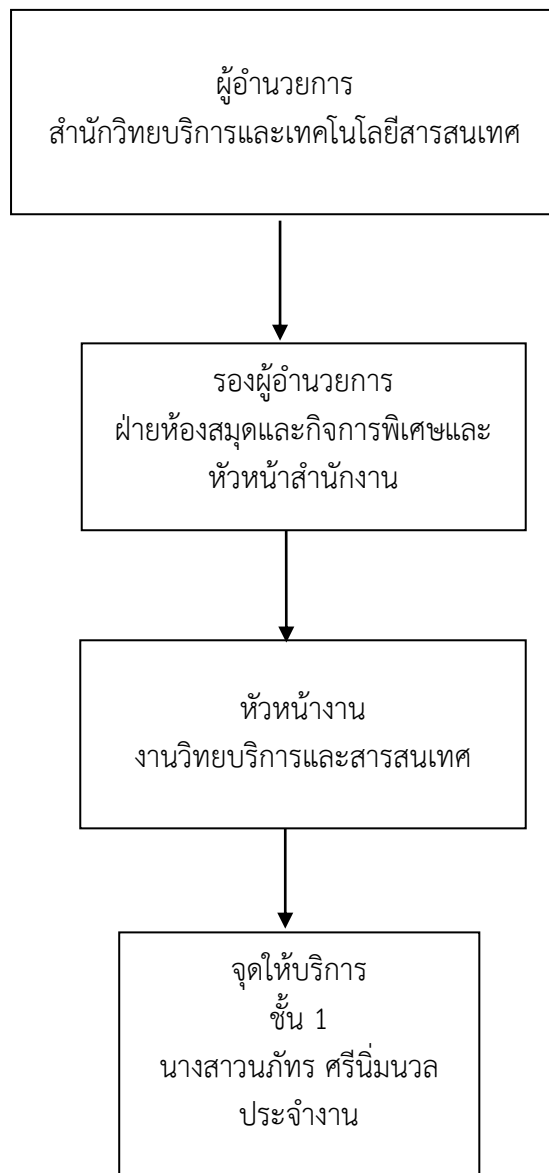 ผู้อำนวยการ
สำนักวิทยบริการและเทคโนโลยีสารสนเทศ
รองผู้อำนวยการ
ฝ่ายห้องสมุดและกิจการพิเศษและ
หัวหน้าสำนักงาน
หัวหน้างาน
งานวิทยบริการและสารสนเทศ
จุดให้บริการ
ชั้น 1
นางสาวนภัทร ศรีนิ่มนวล
ประจำงาน